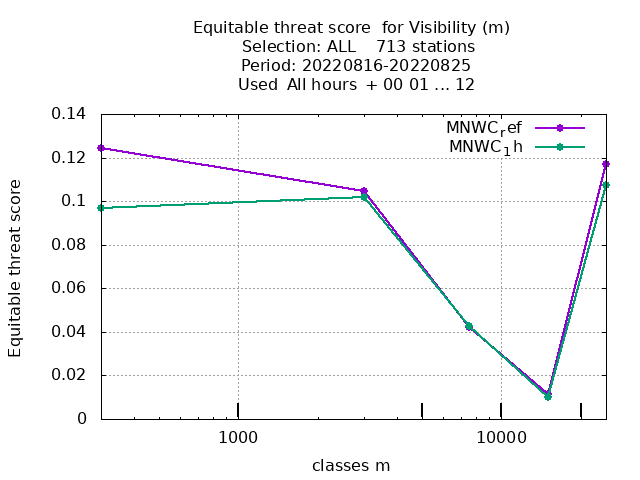 Equitable threat score  for Visibility (m)
Selection: ALL    713 stations
Period: 20220816-20220825
Used  All hours  + 00 01 ... 12
MNWC_ref
MNWC_1h
0.14
0.12
0.1
0.08
0.06
0.04
0.02
0
Equitable threat score
1000
10000
classes m